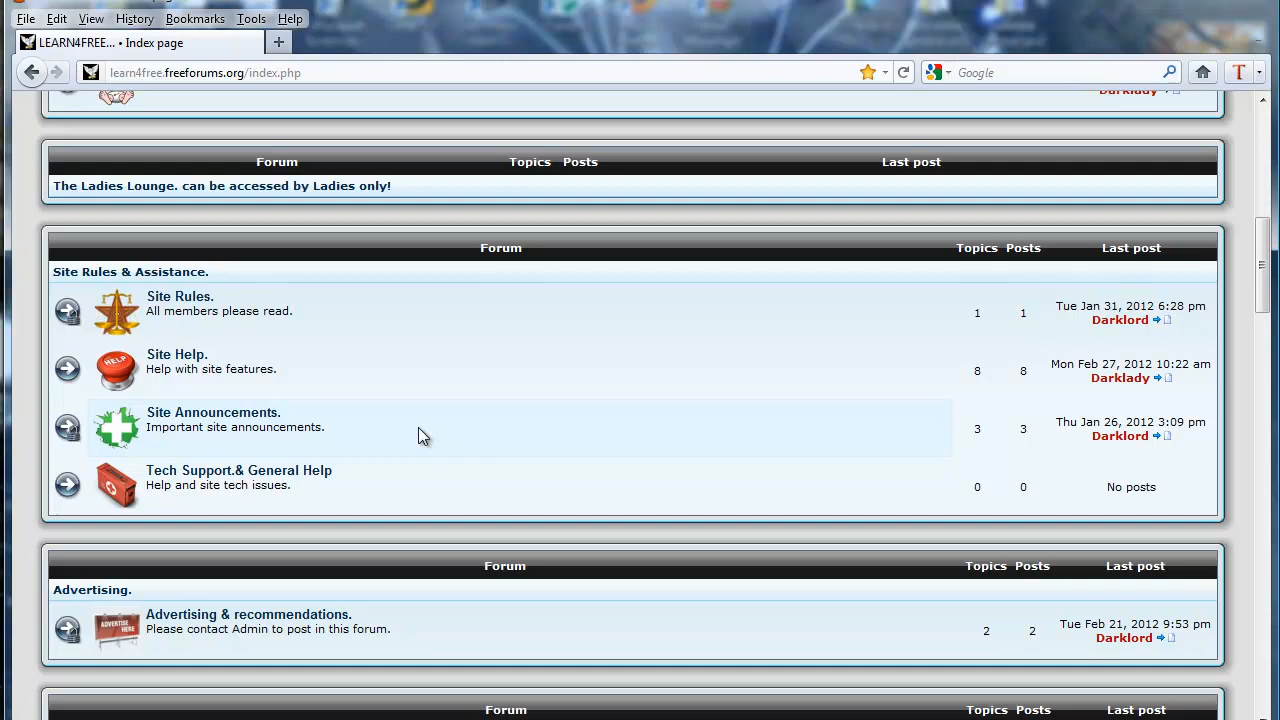 File Edit View History Bookmarks Tools Help
LEARN4FREE... • Index page
learn4free.freeforums.org/index.php
Google
T
Darklady
Forum Topics Posts Last post
The Ladies Lounge. can be accessed by Ladies only!
Forum Topics Posts Last post
Site Rules & Assistance.
Site Rules.
All members please read.
1 1 Tue Jan 31, 2012 6:28 pm
Darklord
HELP
Site Help.
Help with site features.
8 8 Mon Feb 27, 2012 10:22 am
Darklady
Site Announcements.
Important site announcements.
3 3 Thu Jan 26, 2012 3:09 pm
Darklord
Tech Support.& General Help
Help and site tech issues.
0 0 No posts
Forum Topics Posts Last post
Advertising.
ADVERTISE HERE
Advertising & recommendations.
Please contact Admin to post in this forum.
2 2 Tue Feb 21, 2012 9:53 pm
Darklord
Forum Topics Posts Last post